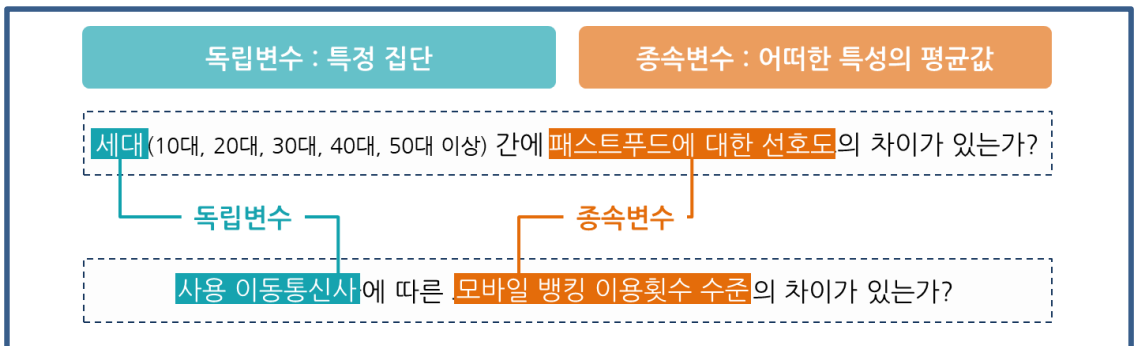 독립변수 : 특정 집단
종속변수 : 어떠한 특성의 평균값
세대(10대, 20대, 30대, 40대, 50대 이상) 간에 패스트푸드에 대한 선호도의 차이가 있는가?
독립변수
종속변수
사용 이동통신사에 따른 모바일 뱅킹 이용횟수 수준의 차이가 있는가?